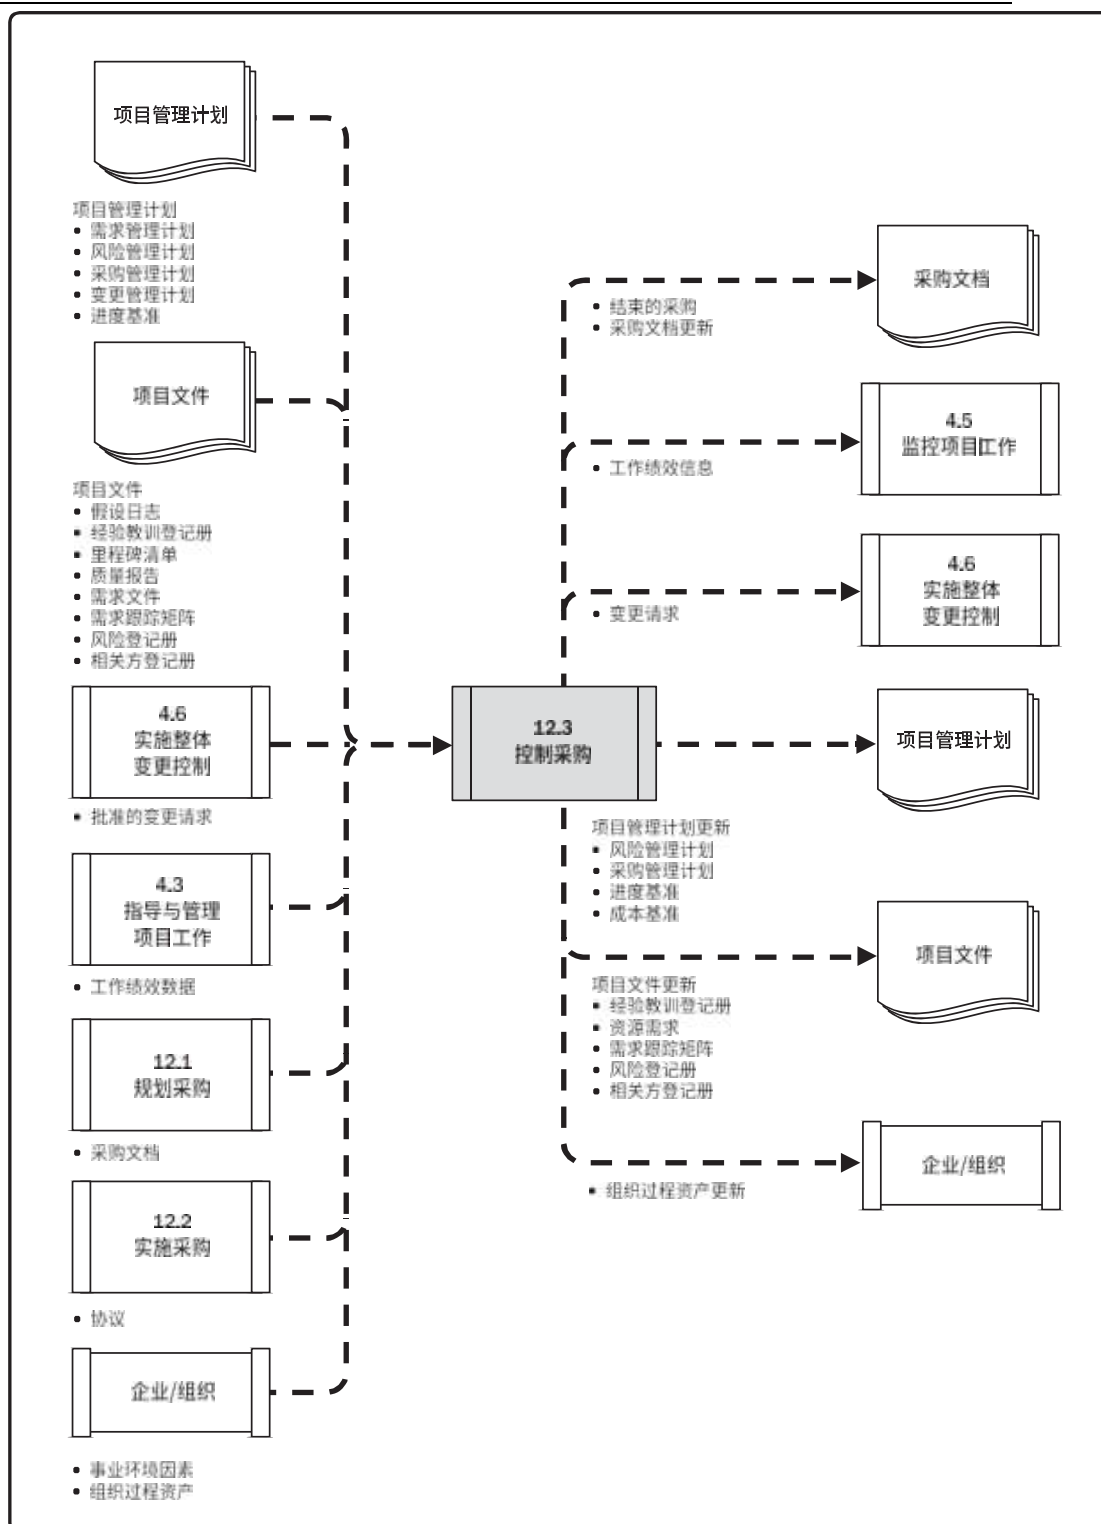 项目管理计划
项目管理计划
• 需求管理计划
• 风险管理计划
• 采购管理计划
• 变更管理计划
• 进度基准
项目文件
项目文件
• 假设日志
• 经验教训登记册
• 里程碑清单
• 质量报告
• 需求文件
• 需求跟踪矩阵
• 风险登记册
• 相关方登记册
4.6
实施整体
变更控制
• 批准的变更请求
4.3
指导与管理
项目工作
• 工作绩效数据
12.1
规划采购
• 采购文档
12.2
实施采购
• 协议
企业/组织
• 事业环境因素
• 组织过程资产
12.3
控制采购
采购文档
• 结束的采购
• 采购文档更新
4.5
监控项目工作
• 工作绩效信息
4.6
实施整体
变更控制
• 变更请求
项目管理计划
项目管理计划更新
• 风险管理计划
• 采购管理计划
• 进度基准
• 成本基准
项目文件
项目文件更新
• 经验教训登记册
• 资源需求
• 需求跟踪矩阵
• 风险登记册
• 相关方登记册
企业/组织
• 组织过程资产更新